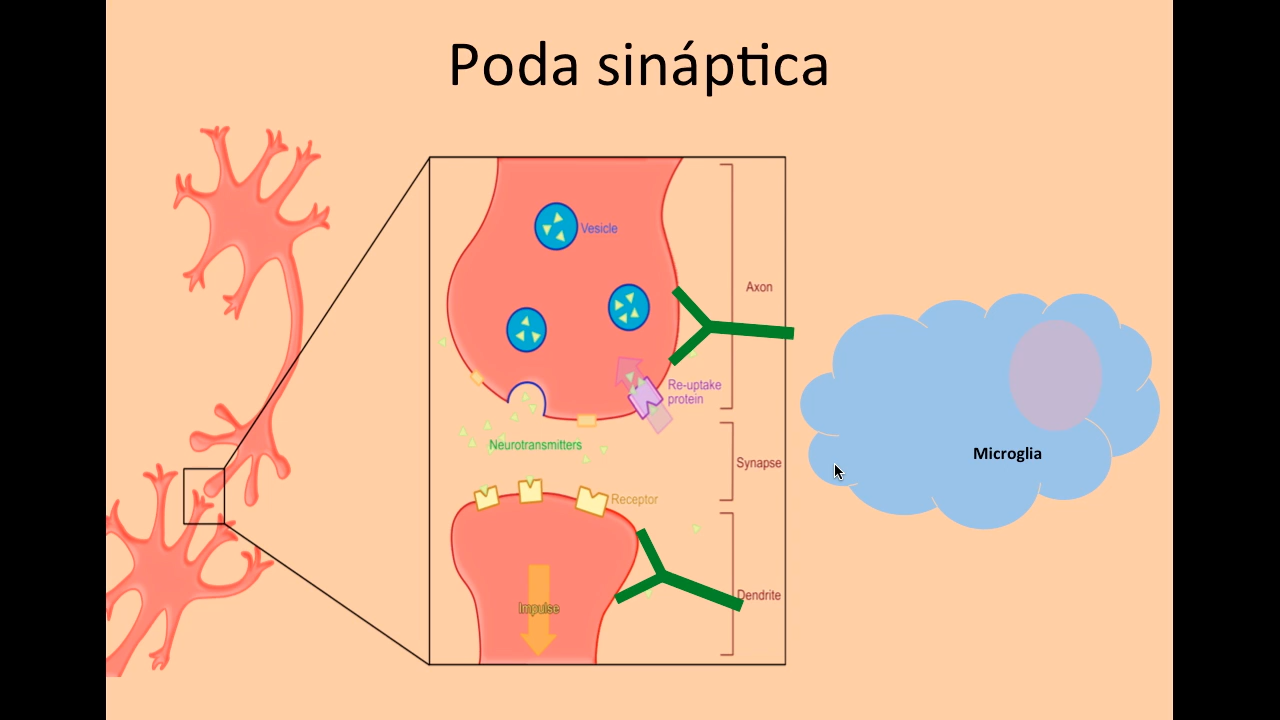 Poda sináptica
Vesicle
Axon
Re-uptake
protein
Neurotransmitters
Synapse
Receptor
Impulse
Dendrite
Microglia